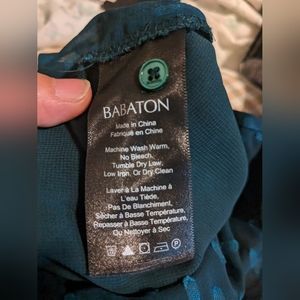 BABATON
Made in China
Fabriqué en Chine
Machine Wash Warm,
No Bleach,
Tumble Dry Low,
Low Iron, Or Dry Clean
Laver à La Machine à
L'eau Tiède,
Pas De Blanchiment,
Sècher à Basse Température,
Repasser à Basse Température,
Ou Nettoyer à Sec